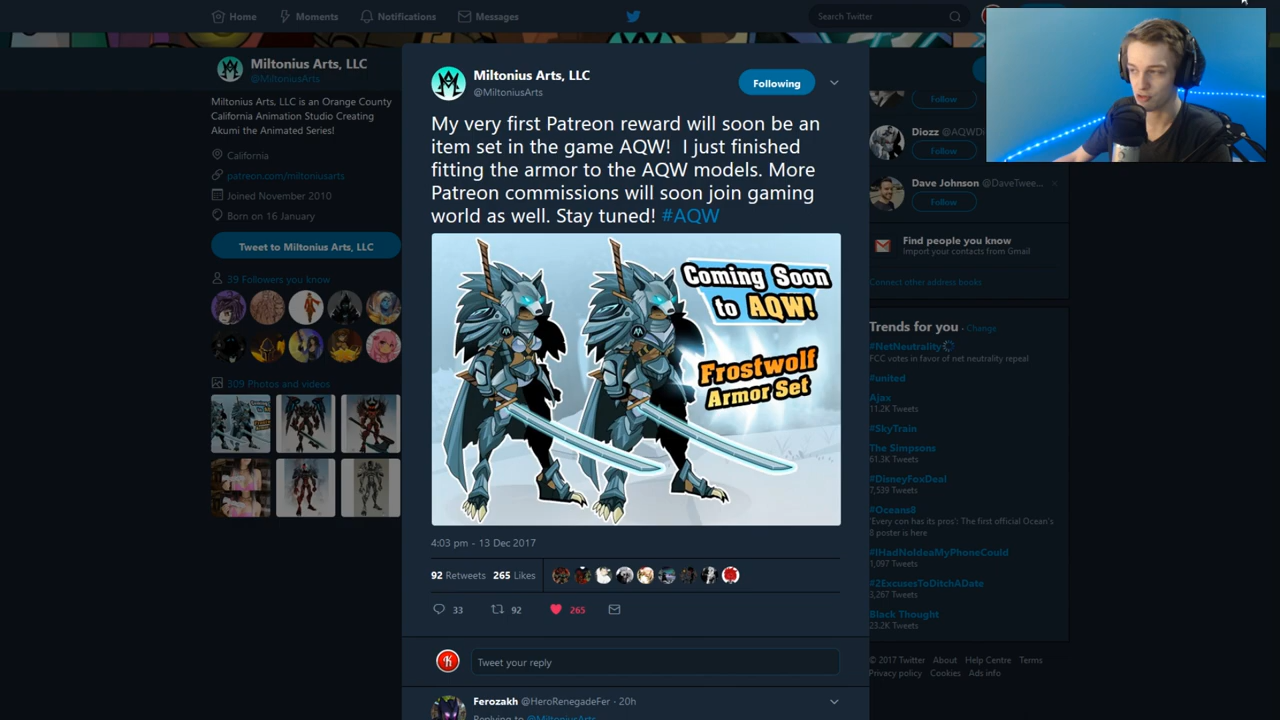 Home
Moments
Notifications
Messages
Search Twitter
Miltonius Arts, LLC
@MiltoniusArts
Miltonius Arts, LLC is an Orange County
California Animation Studio Creating
Akumi the Animated Series!
California
patreon.com/miltoniusarts
Joined November 2010
Born on 16 January
Tweet to Miltonius Arts, LLC
39 Followers you know
309 Photos and videos
Miltonius Arts, LLC
@MiltoniusArts
Following
My very first Patreon reward will soon be an
item set in the game AQW! I just finished
fitting the armor to the AQW models. More
Patreon commissions will soon join gaming
world as well. Stay tuned! #AQW
Coming Soon
to AQW!
Frostwolf
Armor Set
4:03 pm - 13 Dec 2017
92 Retweets 265 Likes
33
92
265
K
Tweet your reply
Ferozakh @HeroRenegadeFer · 20h
Replying to @MiltoniusArts
Follow
Diozz @AQWDi
Follow
Dave Johnson @DaveTwee...
Follow
Find people you know
Import your contacts from Gmail
Connect other address books
Trends for you · Change
#NetNeutrality
FCC votes in favor of net neutrality repeal
#united
Ajax
11.2K Tweets
#SkyTrain
The Simpsons
61.3K Tweets
#DisneyFoxDeal
7,539 Tweets
#Oceans8
'Every con has its pros': The first official Ocean's
8 poster is here
#IHadNoIdeaMyPhoneCould
1,097 Tweets
#2ExcusesToDitchADate
3,267 Tweets
Black Thought
23.2K Tweets
© 2017 Twitter About Help Centre Terms
Privacy policy Cookies Ads info